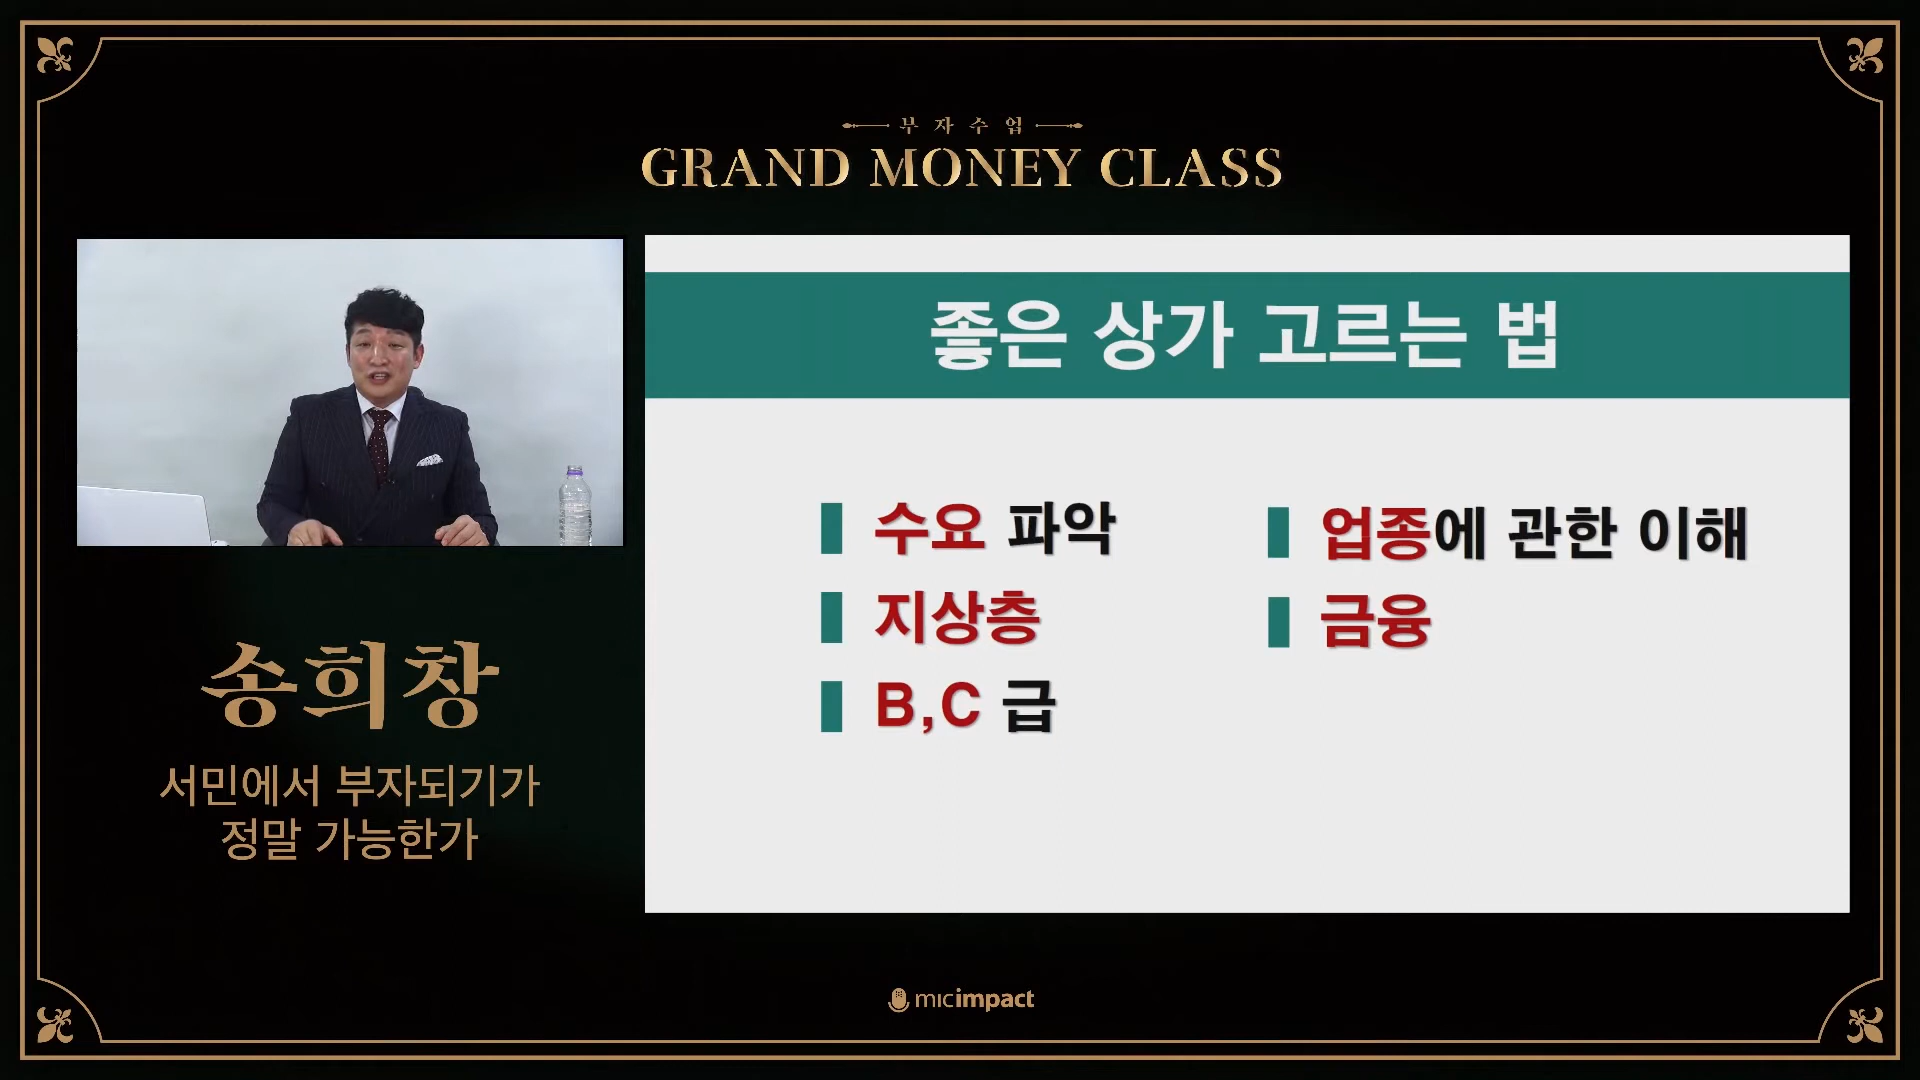 부자수업
GRAND MONEY CLASS
좋은 상가 고르는 법
수요 파악
지상층
B,C 급
업종에 관한 이해
금융
송희창
서민에서 부자되기가
정말 가능한가
micimpact